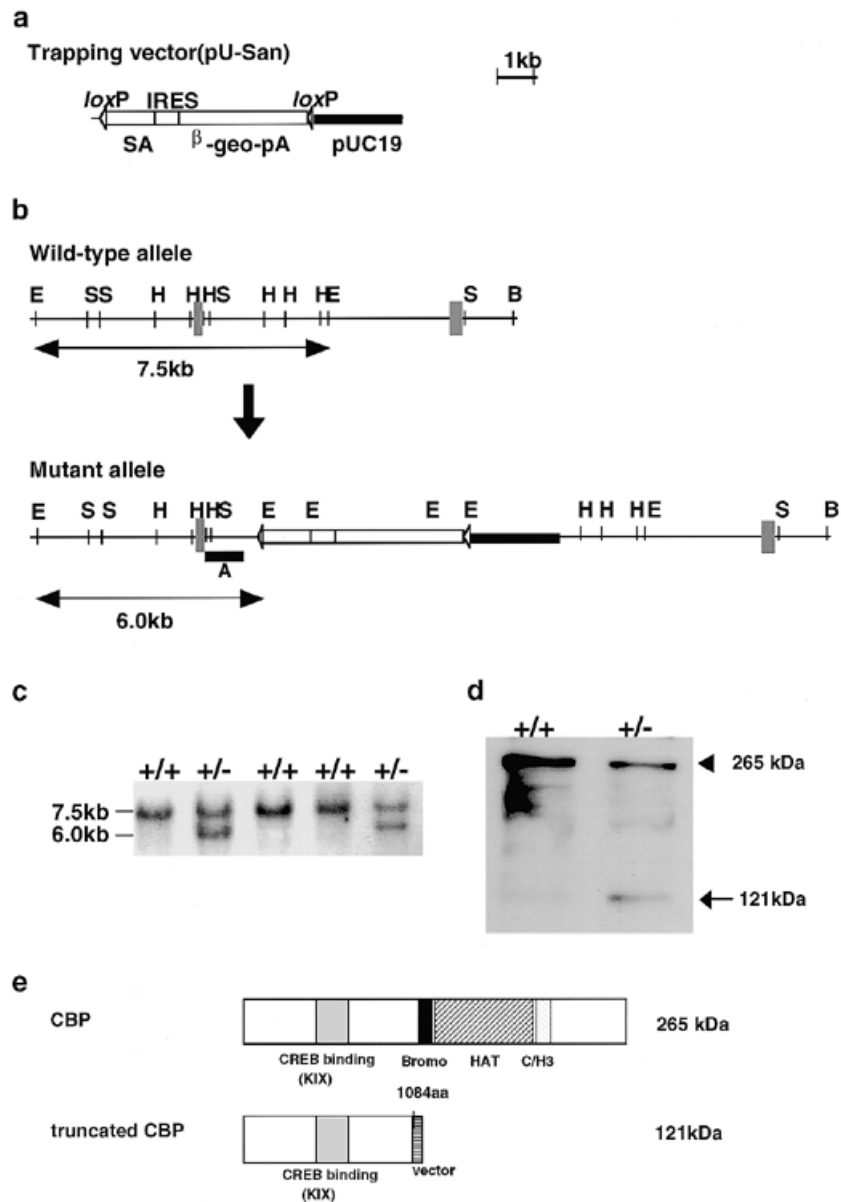 a
Trapping vector(pU-San)
1kb
loxP IRES loxP
SA β-geo-pA pUC19
b
Wild-type allele
E SS H HHS H H HE S B
7.5kb
Mutant allele
E S S H HHS E E E E H H HE S B
A
6.0kb
c
+/+ +/- +/+ +/+ +/-
7.5kb
6.0kb
d
+/+ +/-
265 kDa
121kDa
e
CBP
265 kDa
CREB binding Bromo HAT C/H3
(KIX)
1084aa
truncated CBP
121kDa
CREB binding vector
(KIX)